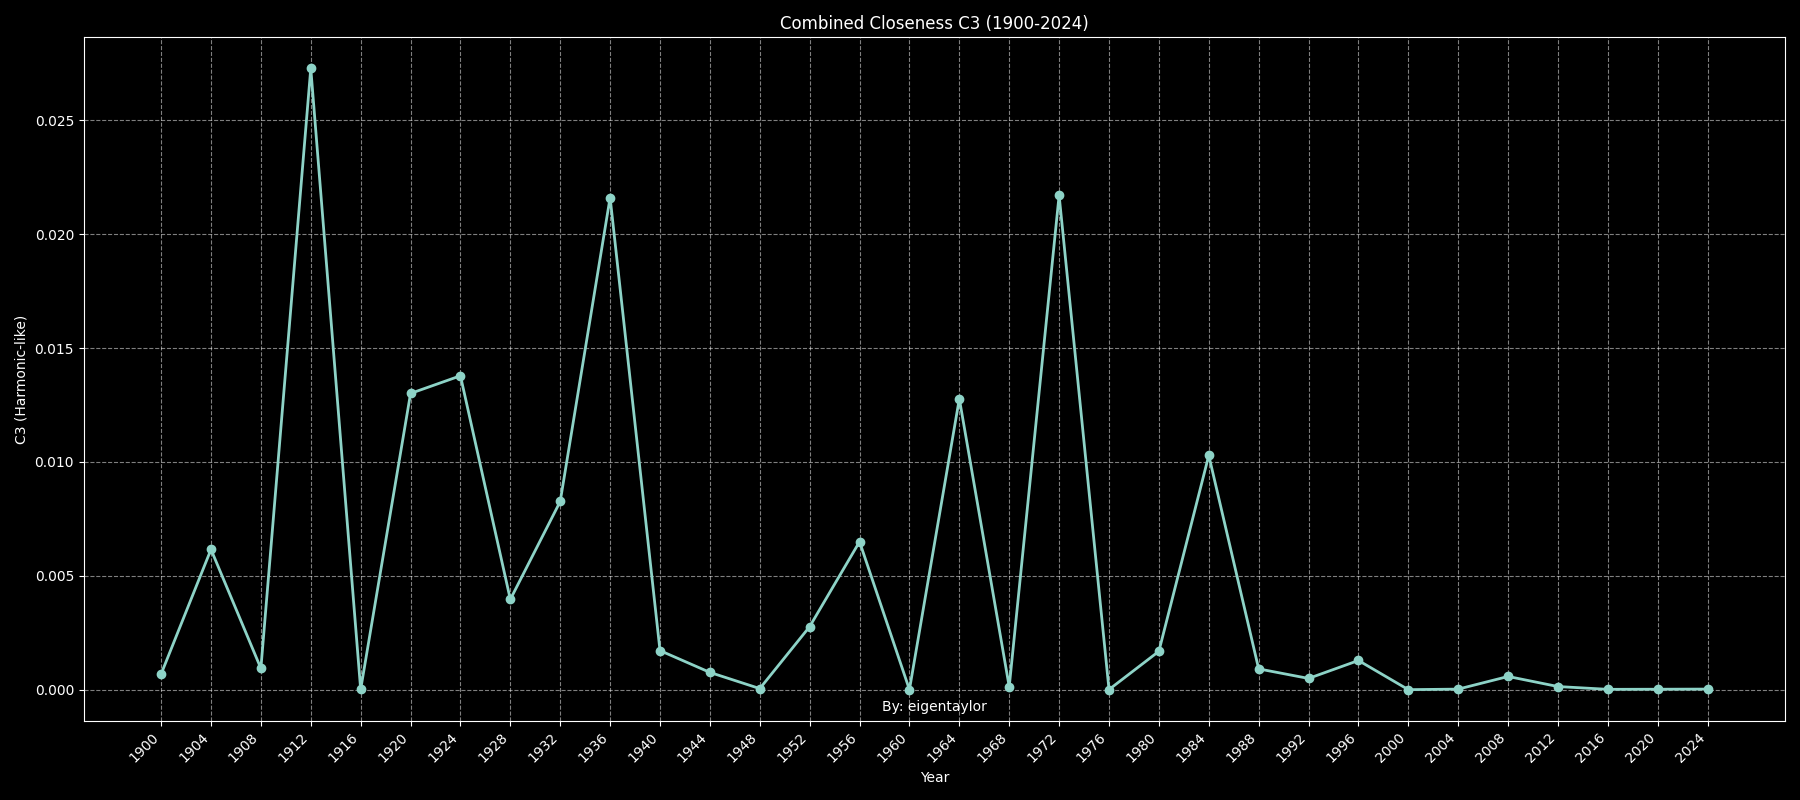 Combined Closeness C3 (1900-2024)
C3 (Harmonic-like)
0.025
0.020
0.015
0.010
0.005
0.000
By: eigentaylor
1900 1904 1908 1912 1916 1920 1924 1928 1932 1936 1940 1944 1948 1952 1956 1960 1964 1968 1972 1976 1980 1984 1988 1992 1996 2000 2004 2008 2012 2016 2020 2024
Year